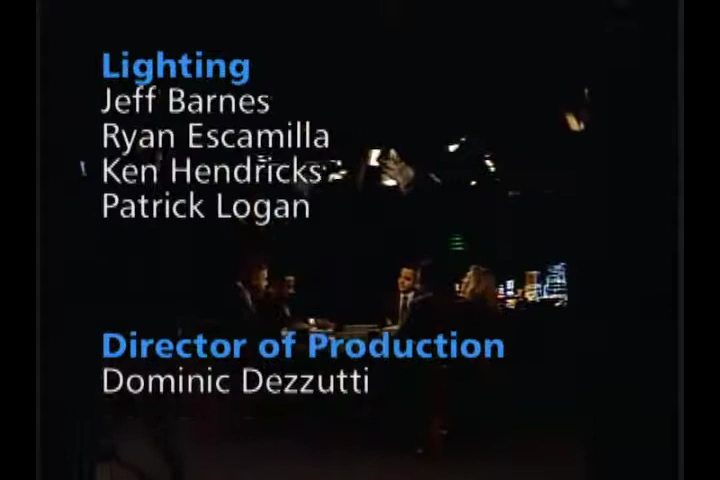 Lighting
Jeff Barnes
Ryan Escamilla
Ken Hendricks
Patrick Logan
Director of Production
Dominic Dezzutti